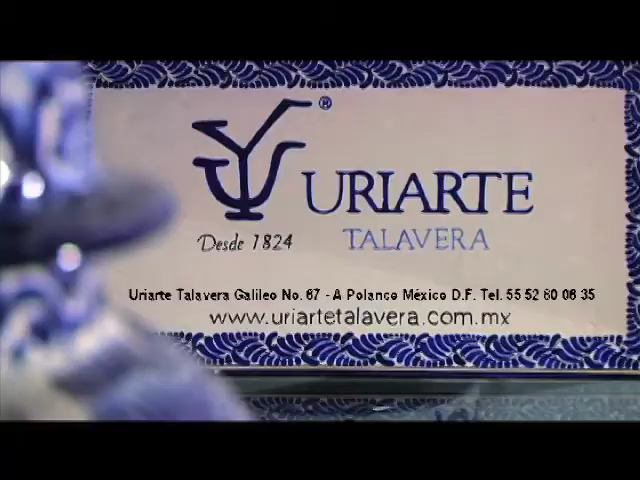 ®
URIARTE
Desde 1824 TALAVERA
Uriarte Talavera Galileo No. 67 - A Polanco México D.F. Tel. 55 52 80 06 35
www.uriartetalavera.com.mx